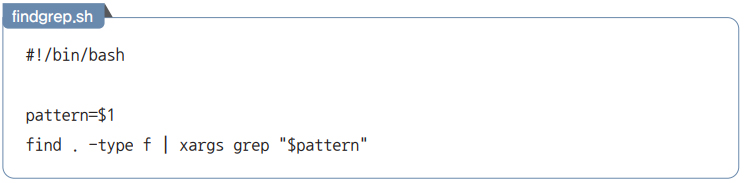 findgrep.sh
#!/bin/bash
pattern=$1
find . -type f | xargs grep "$pattern"